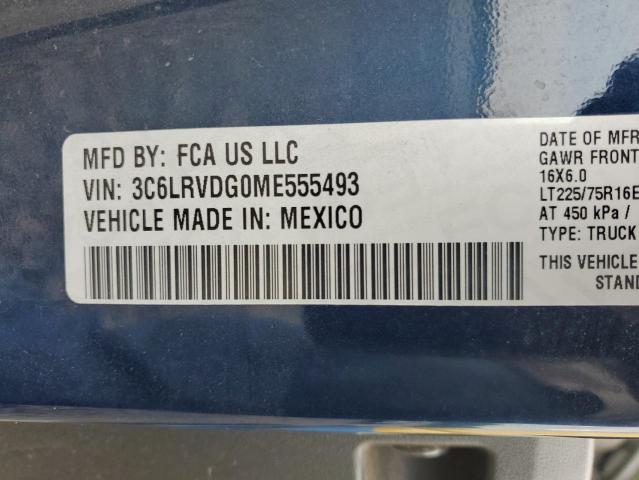 MFD BY: FCA US LLC
VIN: 3C6LRVDG0ME555493
VEHICLE MADE IN: MEXICO
DATE OF MFR
GAWR FRONT
16X6.0
LT225/75R16E
AT 450 kPa /
TYPE: TRUCK
THIS VEHICLE
STAND